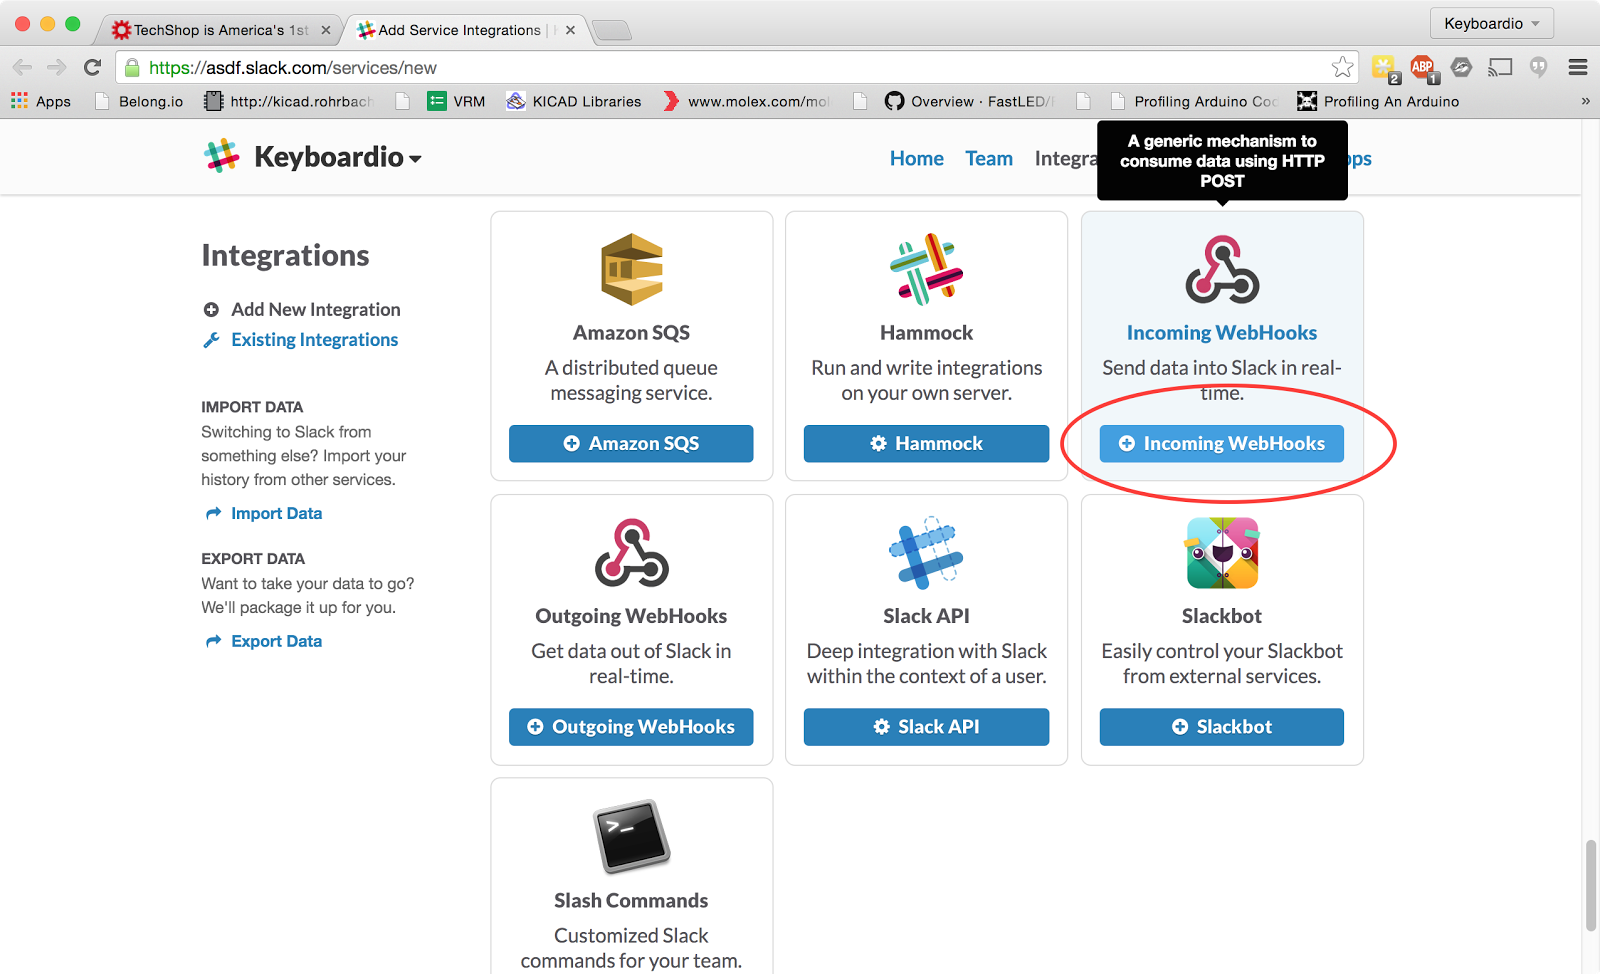 TechShop is America's 1st
Add Service Integrations |
Keyboardio
https://asdf.slack.com/services/new
2
ABP
1
Apps
Belong.io
http://kicad.rohrbach
VRM
KICAD Libraries
www.molex.com/mol
Overview · FastLED/
Profiling Arduino Co
Profiling An Arduino
»
Keyboardio
Home
Team
Integra
ps
A generic mechanism to
consume data using HTTP
POST
Integrations
Add New Integration
Existing Integrations
IMPORT DATA
Switching to Slack from
something else? Import your
history from other services.
Import Data
EXPORT DATA
Want to take your data to go?
We'll package it up for you.
Export Data
Amazon SQS
A distributed queue
messaging service.
Amazon SQS
Hammock
Run and write integrations
on your own server.
Hammock
Incoming WebHooks
Send data into Slack in real-
time.
Incoming WebHooks
Outgoing WebHooks
Get data out of Slack in
real-time.
Outgoing WebHooks
Slack API
Deep integration with Slack
within the context of a user.
Slack API
Slackbot
Easily control your Slackbot
from external services.
Slackbot
>_
Slash Commands
Customized Slack
commands for your team.